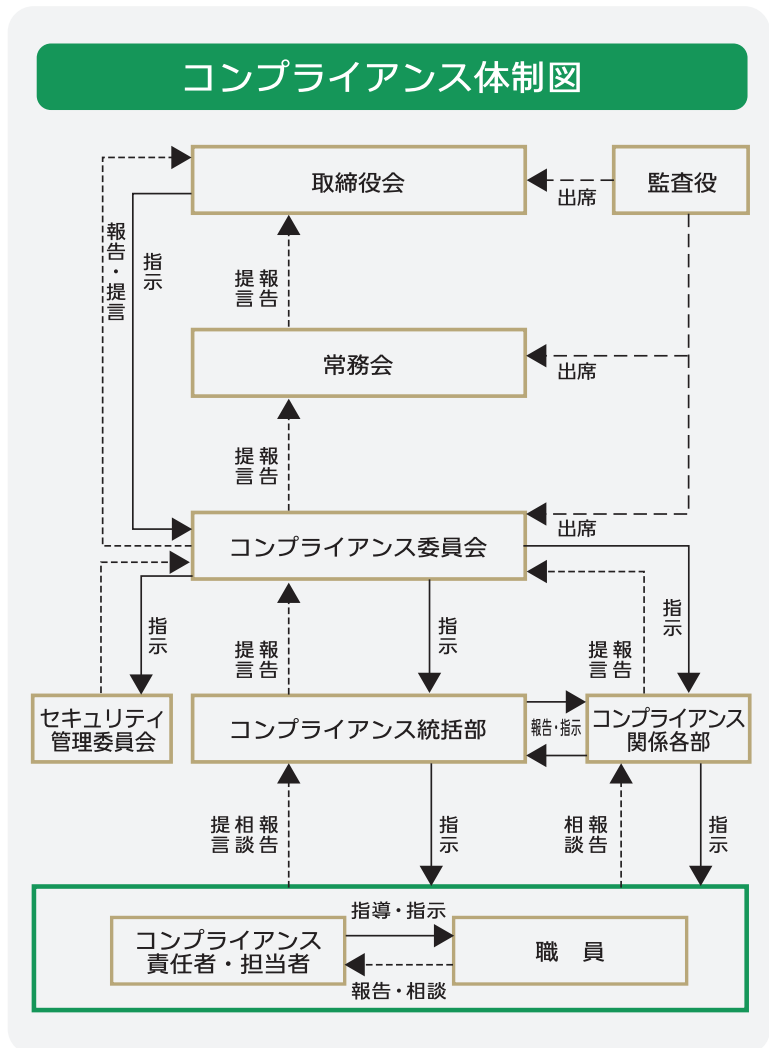 コンプライアンス体制図
取締役会
監査役
出席
報告・提言
指示
報告
提言
常務会
出席
報告
提言
コンプライアンス委員会
出席
指示
報告
提言
指示
報告
提言
指示
セキュリティ
管理委員会
コンプライアンス統括部
報告・指示
コンプライアンス
関係各部
報告
相談
提言
指示
報告
相談
指示
コンプライアンス
責任者・担当者
指導・指示
報告・相談
職　員